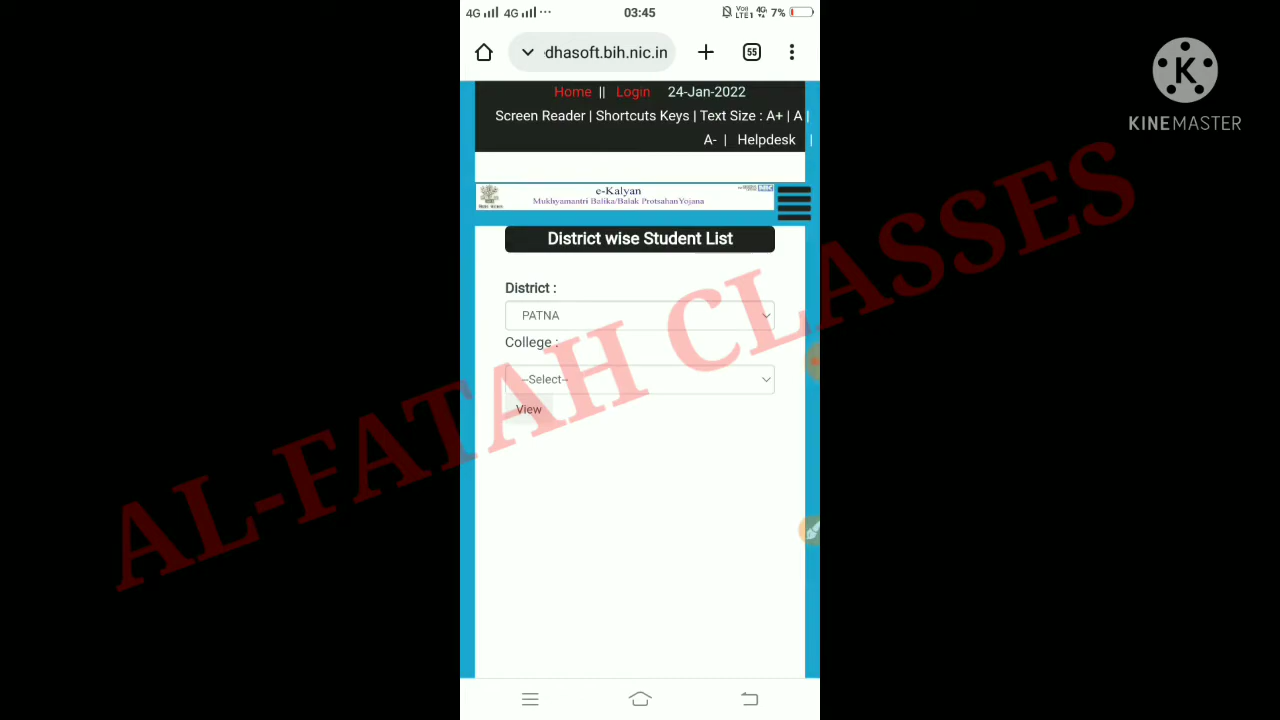 4G 4G ... 03:45 4G 7%
dhasoft.bih.nic.in 55
Home || Login 24-Jan-2022
Screen Reader | Shortcuts Keys | Text Size : A+ | A |
A- | Helpdesk |
e-Kalyan
Mukhyamantri Balika/Balak ProtsahanYojana
District wise Student List
District :
PATNA
College :
--Select--
View
AL-FATAH CLASSES
K
KINEMASTER